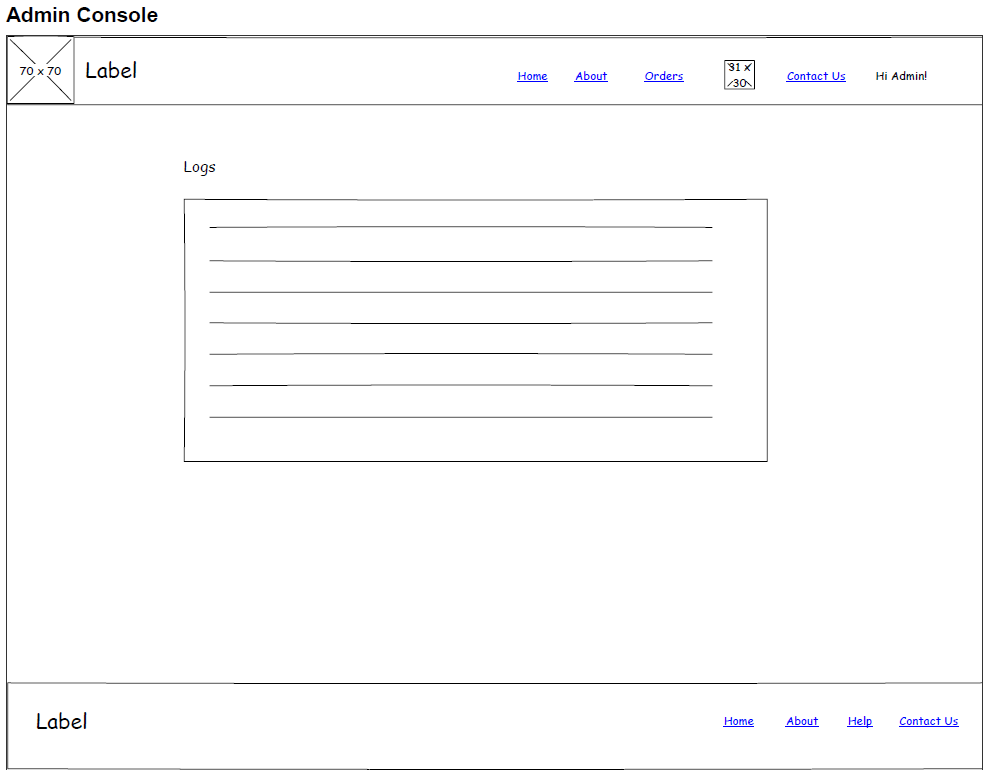 Admin Console
70 x 70
Label
Home About Orders
31 x
30
Contact Us Hi Admin!
Logs
Label
Home About Help Contact Us